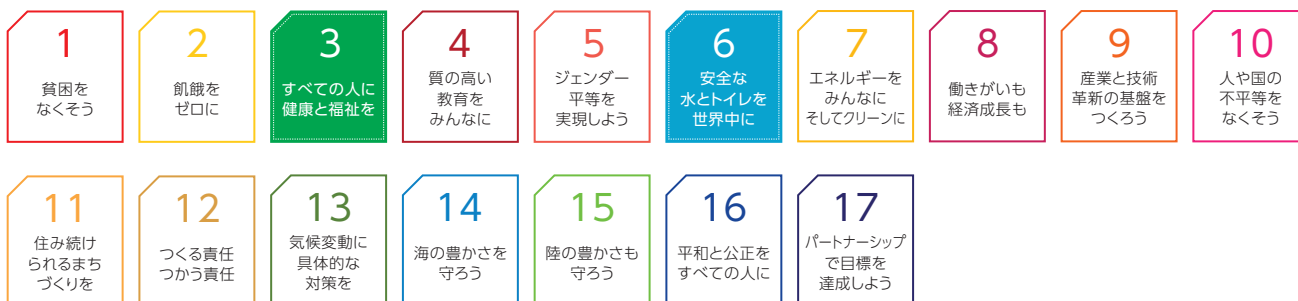 1
貧困を
なくそう
2
飢餓を
ゼロに
3
すべての人に
健康と福祉を
4
質の高い
教育を
みんなに
5
ジェンダー
平等を
実現しよう
6
安全な
水とトイレを
世界中に
7
エネルギーを
みんなに
そしてクリーンに
8
働きがいも
経済成長も
9
産業と技術
革新の基盤を
つくろう
10
人や国の
不平等を
なくそう
11
住み続け
られるまち
づくりを
12
つくる責任
つかう責任
13
気候変動に
具体的な
対策を
14
海の豊かさを
守ろう
15
陸の豊かさも
守ろう
16
平和と公正を
すべての人に
17
パートナーシップ
で目標を
達成しよう